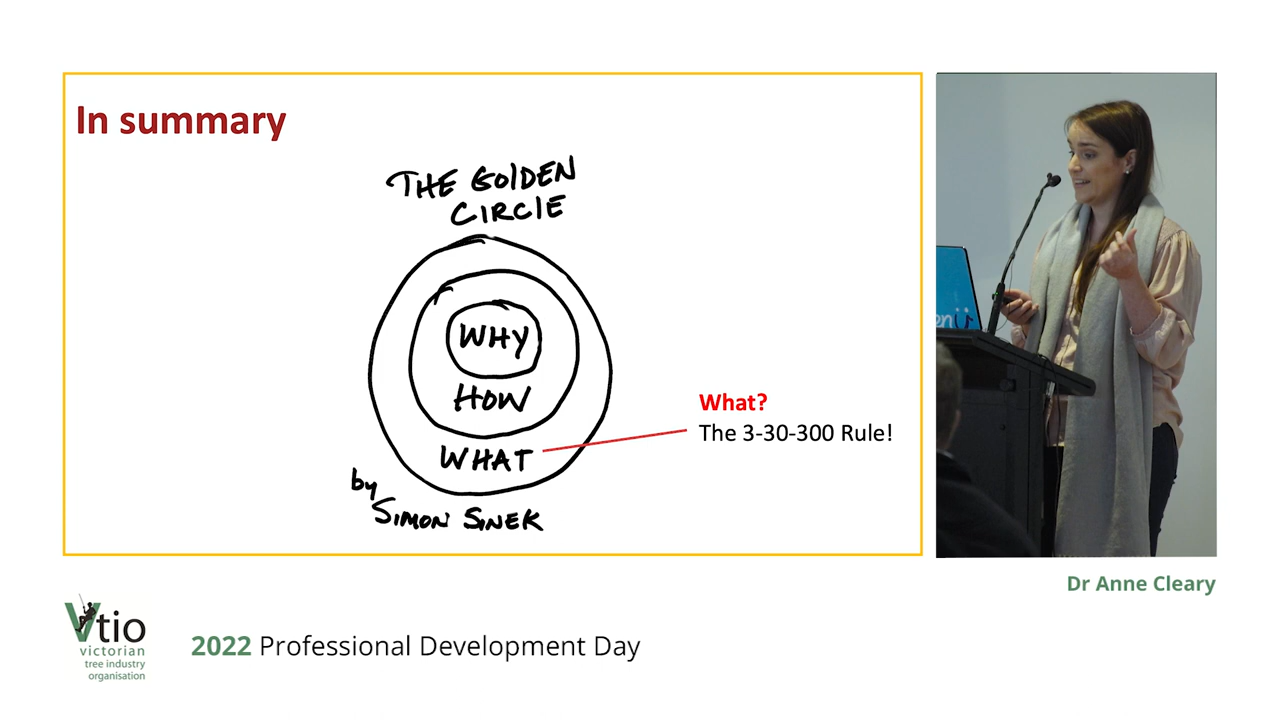 In summary
THE GOLDEN
CIRCLE
WHY
HOW
WHAT
What?
The 3-30-300 Rule!
by
SIMON SINEK
Dr Anne Cleary
Vtio
victorian
tree industry
organisation
2022 Professional Development Day